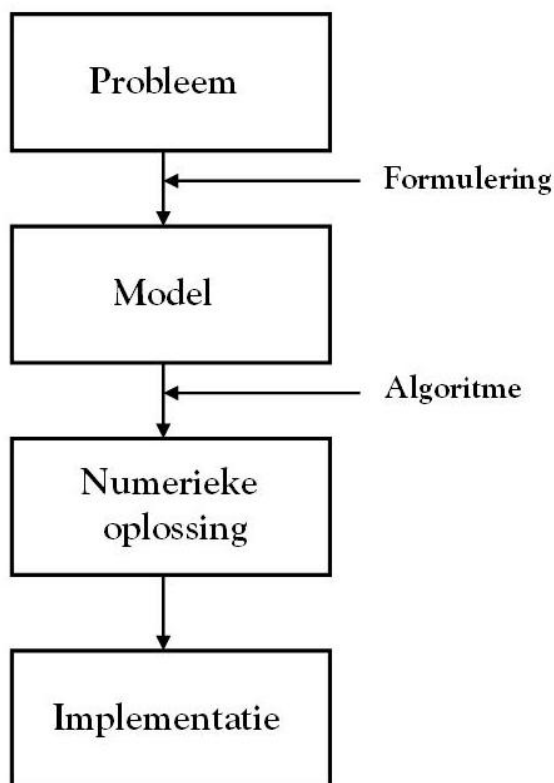 Probleem
Formulering
Model
Algoritme
Numerieke
oplossing
Implementatie